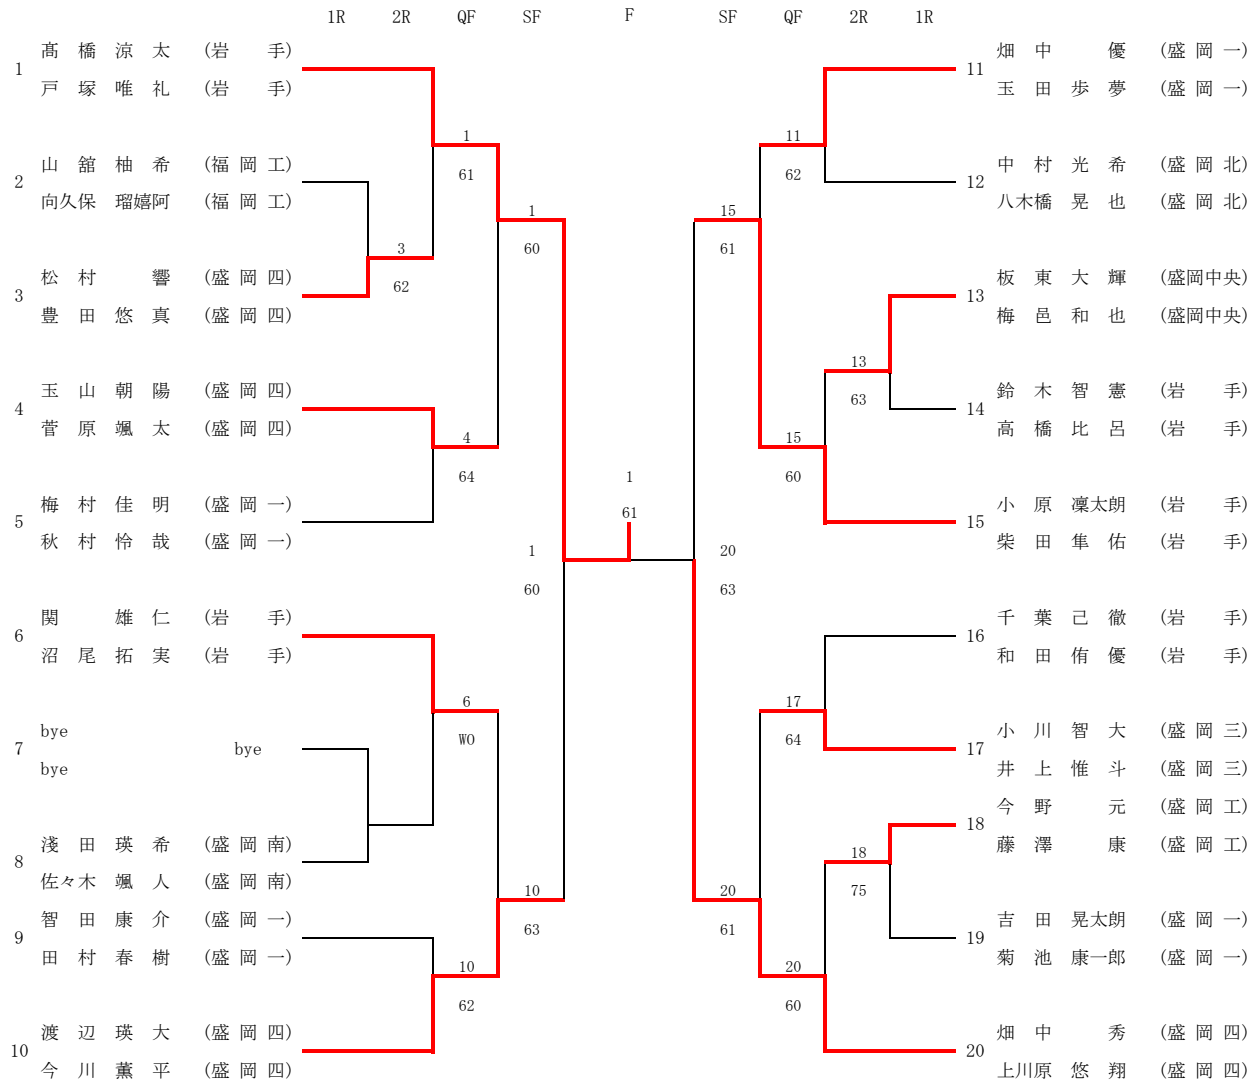 1R 2R QF SF F SF QF 2R 1R
1 髙橋涼太 (岩手)
戸塚唯礼 (岩手)
2 山舘柚希 (福岡工)
向久保瑠嬉阿 (福岡工)
3 松村響 (盛岡四)
豊田悠真 (盛岡四)
4 玉山朝陽 (盛岡四)
菅原颯太 (盛岡四)
5 梅村佳明 (盛岡一)
秋村怜哉 (盛岡一)
6 関雄仁 (岩手)
沼尾拓実 (岩手)
7 bye
bye
bye
8 淺田瑛希 (盛岡南)
佐々木颯人 (盛岡南)
9 智田康介 (盛岡一)
田村春樹 (盛岡一)
10 渡辺瑛大 (盛岡四)
今川薫平 (盛岡四)
3
62
1
61
4
64
6
WO
10
62
1
60
10
63
1
60
1
61
20
63
15
61
20
61
11
62
15
60
17
64
20
60
13
63
18
75
11 畑中優 (盛岡一)
玉田歩夢 (盛岡一)
12 中村光希 (盛岡北)
八木橋晃也 (盛岡北)
13 板東大輝 (盛岡中央)
梅邑和也 (盛岡中央)
14 鈴木智憲 (岩手)
高橋比呂 (岩手)
15 小原凜太朗 (岩手)
柴田隼佑 (岩手)
16 千葉己徹 (岩手)
和田侑優 (岩手)
17 小川智大 (盛岡三)
井上惟斗 (盛岡三)
18 今野元 (盛岡工)
藤澤康 (盛岡工)
19 吉田晃太朗 (盛岡一)
菊池康一郎 (盛岡一)
20 畑中秀 (盛岡四)
上川原悠翔 (盛岡四)